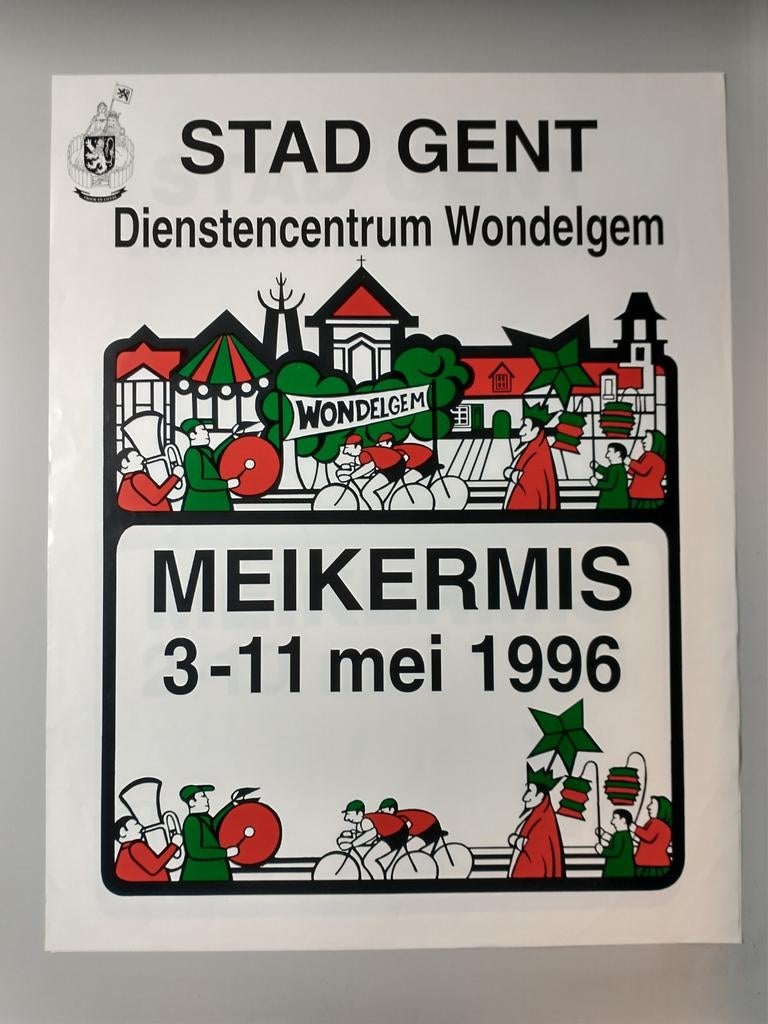 STAD GENT
Dienstencentrum Wondelgem
WONDELGEM
MEIKERMIS
3-11 mei 1996